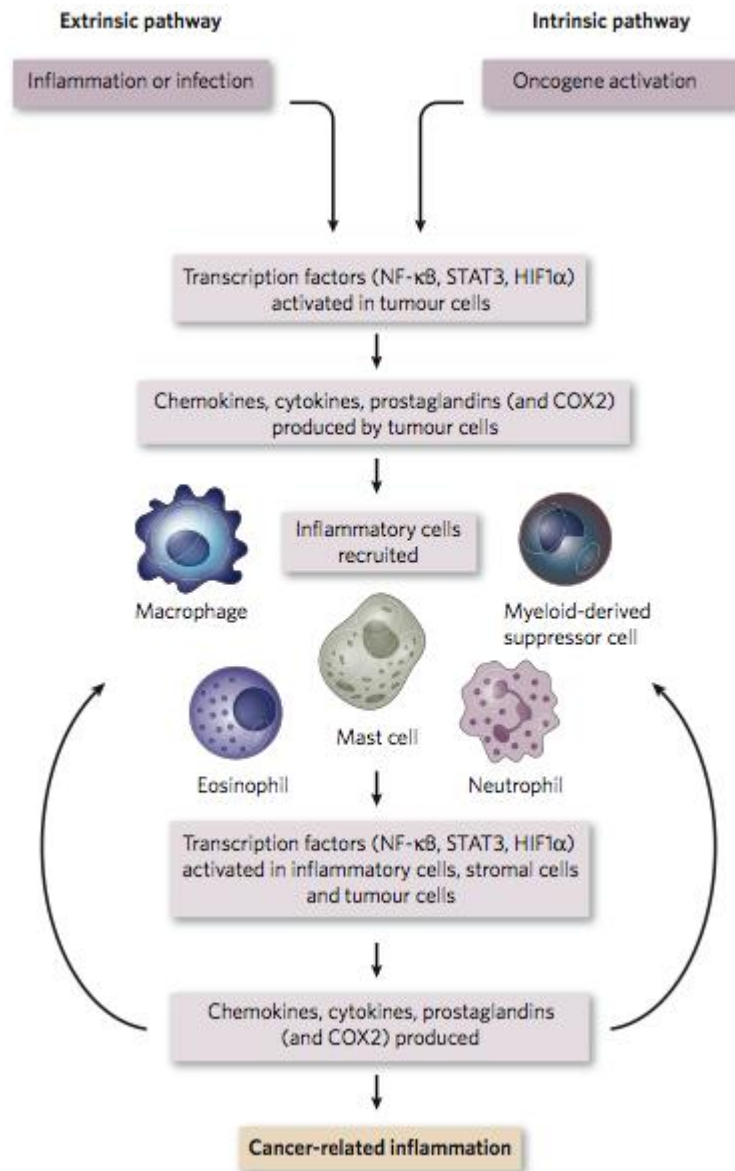 Extrinsic pathway
Intrinsic pathway
Inflammation or infection
Oncogene activation
Transcription factors (NF-κB, STAT3, HIF1α)
activated in tumour cells
Chemokines, cytokines, prostaglandins (and COX2)
produced by tumour cells
Inflammatory cells
recruited
Macrophage
Myeloid-derived
suppressor cell
Mast cell
Eosinophil
Neutrophil
Transcription factors (NF-κB, STAT3, HIF1α)
activated in inflammatory cells, stromal cells
and tumour cells
Chemokines, cytokines, prostaglandins
(and COX2) produced
Cancer-related inflammation